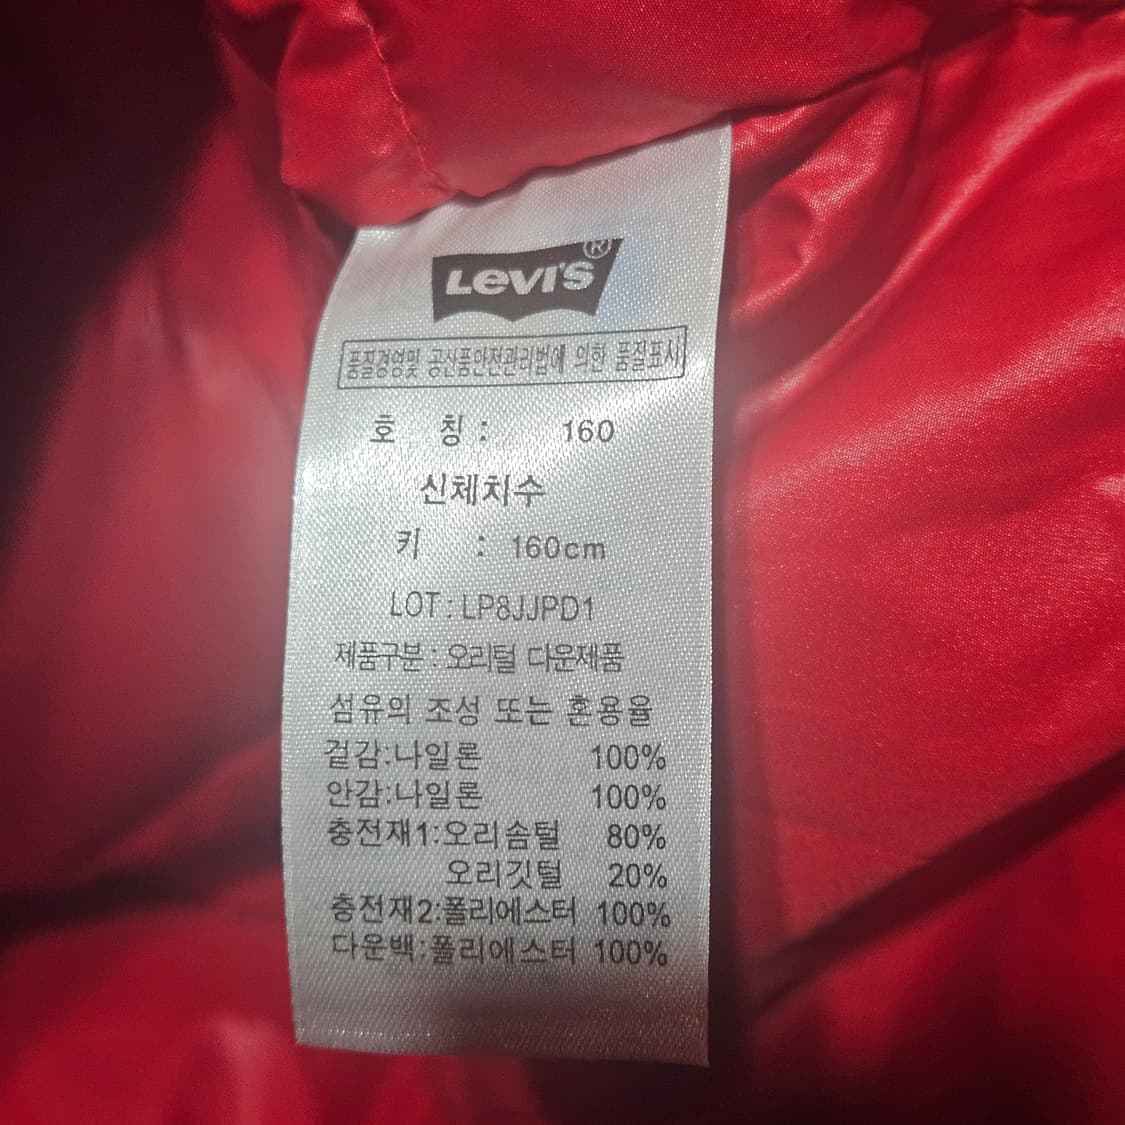 LEVI'S®
품질경영및 공산품안전관리법에 의한 품질표시
호 칭 : 160
신체치수
키 : 160cm
LOT : LP8JJPD1
제품구분 : 오리털 다운제품
섬유의 조성 또는 혼용율
겉감:나일론 100%
안감:나일론 100%
충전재1:오리솜털 80%
오리깃털 20%
충전재2:폴리에스터 100%
다운백:폴리에스터 100%